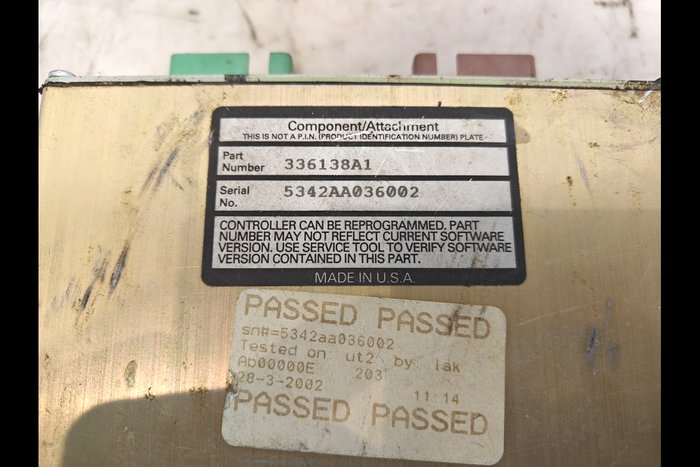 Component/Attachment
THIS IS NOT A P.I.N. (PRODUCT IDENTIFICATION NUMBER) PLATE
Part
Number 336138A1
Serial
No. 5342AA036002
CONTROLLER CAN BE REPROGRAMMED. PART
NUMBER MAY NOT REFLECT CURRENT SOFTWARE
VERSION. USE SERVICE TOOL TO VERIFY SOFTWARE
VERSION CONTAINED IN THIS PART.
MADE IN U.S.A.
PASSED PASSED
sn#=5342aa036002
Tested on: ut2 by lak
Ab00000E 203
28-3-2002 11:14
PASSED PASSED